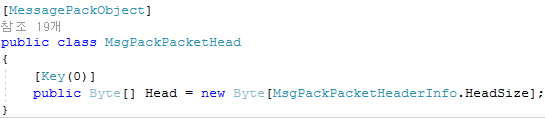 [MessagePackObject]
참조 19개
public class MsgPackPacketHead
{
[Key(0)]
public Byte[] Head = new Byte[MsgPackPacketHeaderInfo.HeadSize];
}